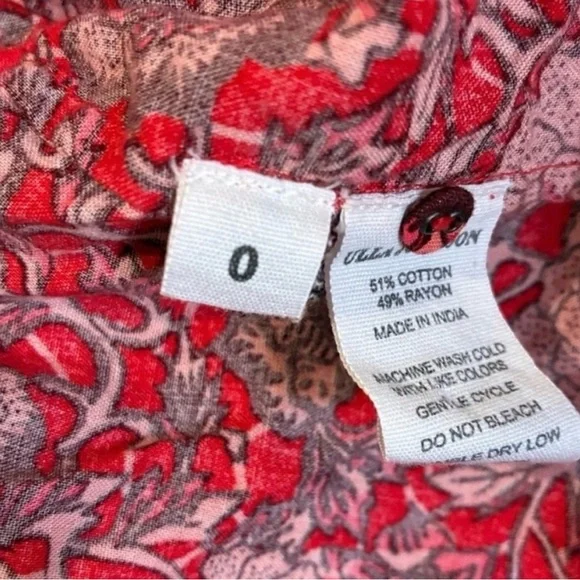 0
51% COTTON
49% RAYON
MADE IN INDIA
MACHINE WASH COLD
WITH LIKE COLORS
GENTLE CYCLE
DO NOT BLEACH
DRY LOW